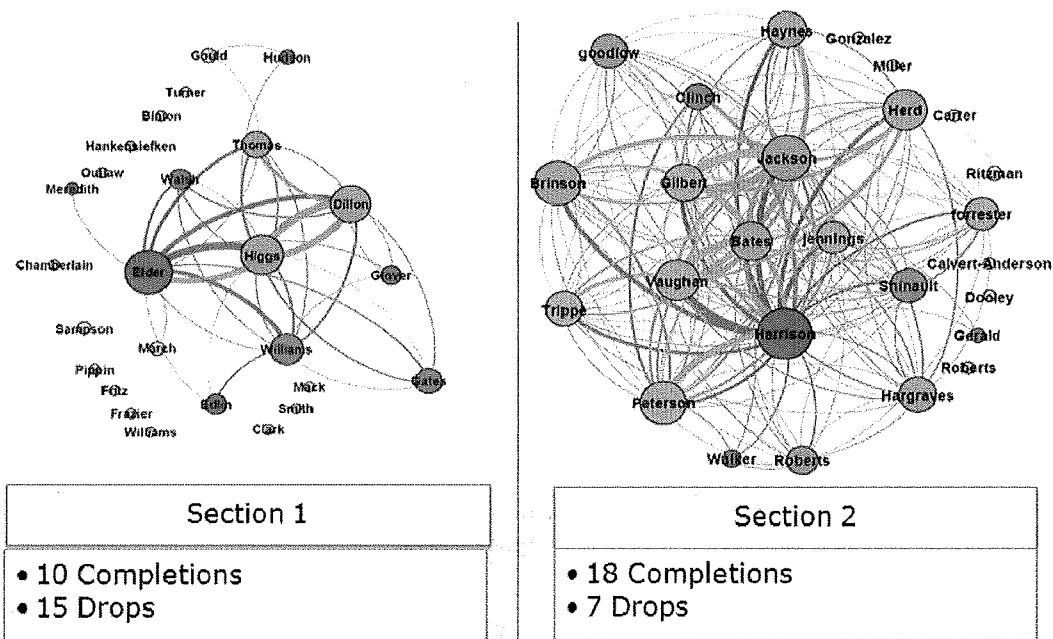 Gould
Hudson
Turner
Binion
Hankensiefken
Thomas
Outlaw
Walsh
Meredith
Dillon
Higgs
Chamberlain
Elder
Glover
Sampson
March
Williams
Pippin
Fritz
Mack
Gates
Frazier
Smith
Williams
Clark
Section 1
• 10 Completions
• 15 Drops
Haynes
Gonzalez
goodlow
Miller
Clinch
Herd
Carter
Jackson
Brinson
Gilbert
Ritzman
forrester
Bates
Jennings
Vaughan
Shinault
Calvert-Anderson
Trippe
Dooley
Harrison
Gerald
Roberts
Peterson
Hargraves
Walker
Roberts
Section 2
• 18 Completions
• 7 Drops